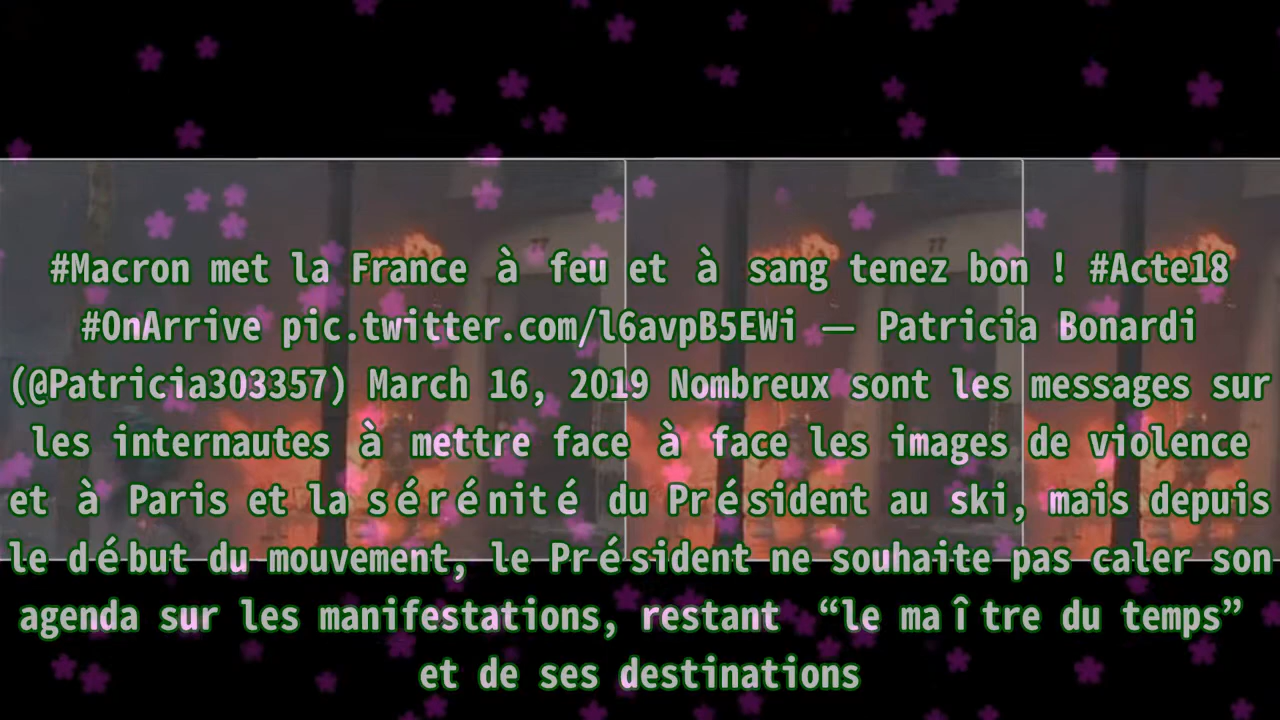 #Macron met la France à feu et à sang tenez bon ! #Acte18
#OnArrive pic.twitter.com/l6avpB5EWi — Patricia Bonardi
(@Patricia303357) March 16, 2019 Nombreux sont les messages sur
les internautes à mettre face à face les images de violence
et à Paris et la sérénité du Président au ski, mais depuis
le début du mouvement, le Président ne souhaite pas caler son
agenda sur les manifestations, restant “le maître du temps”
et de ses destinations
77
77